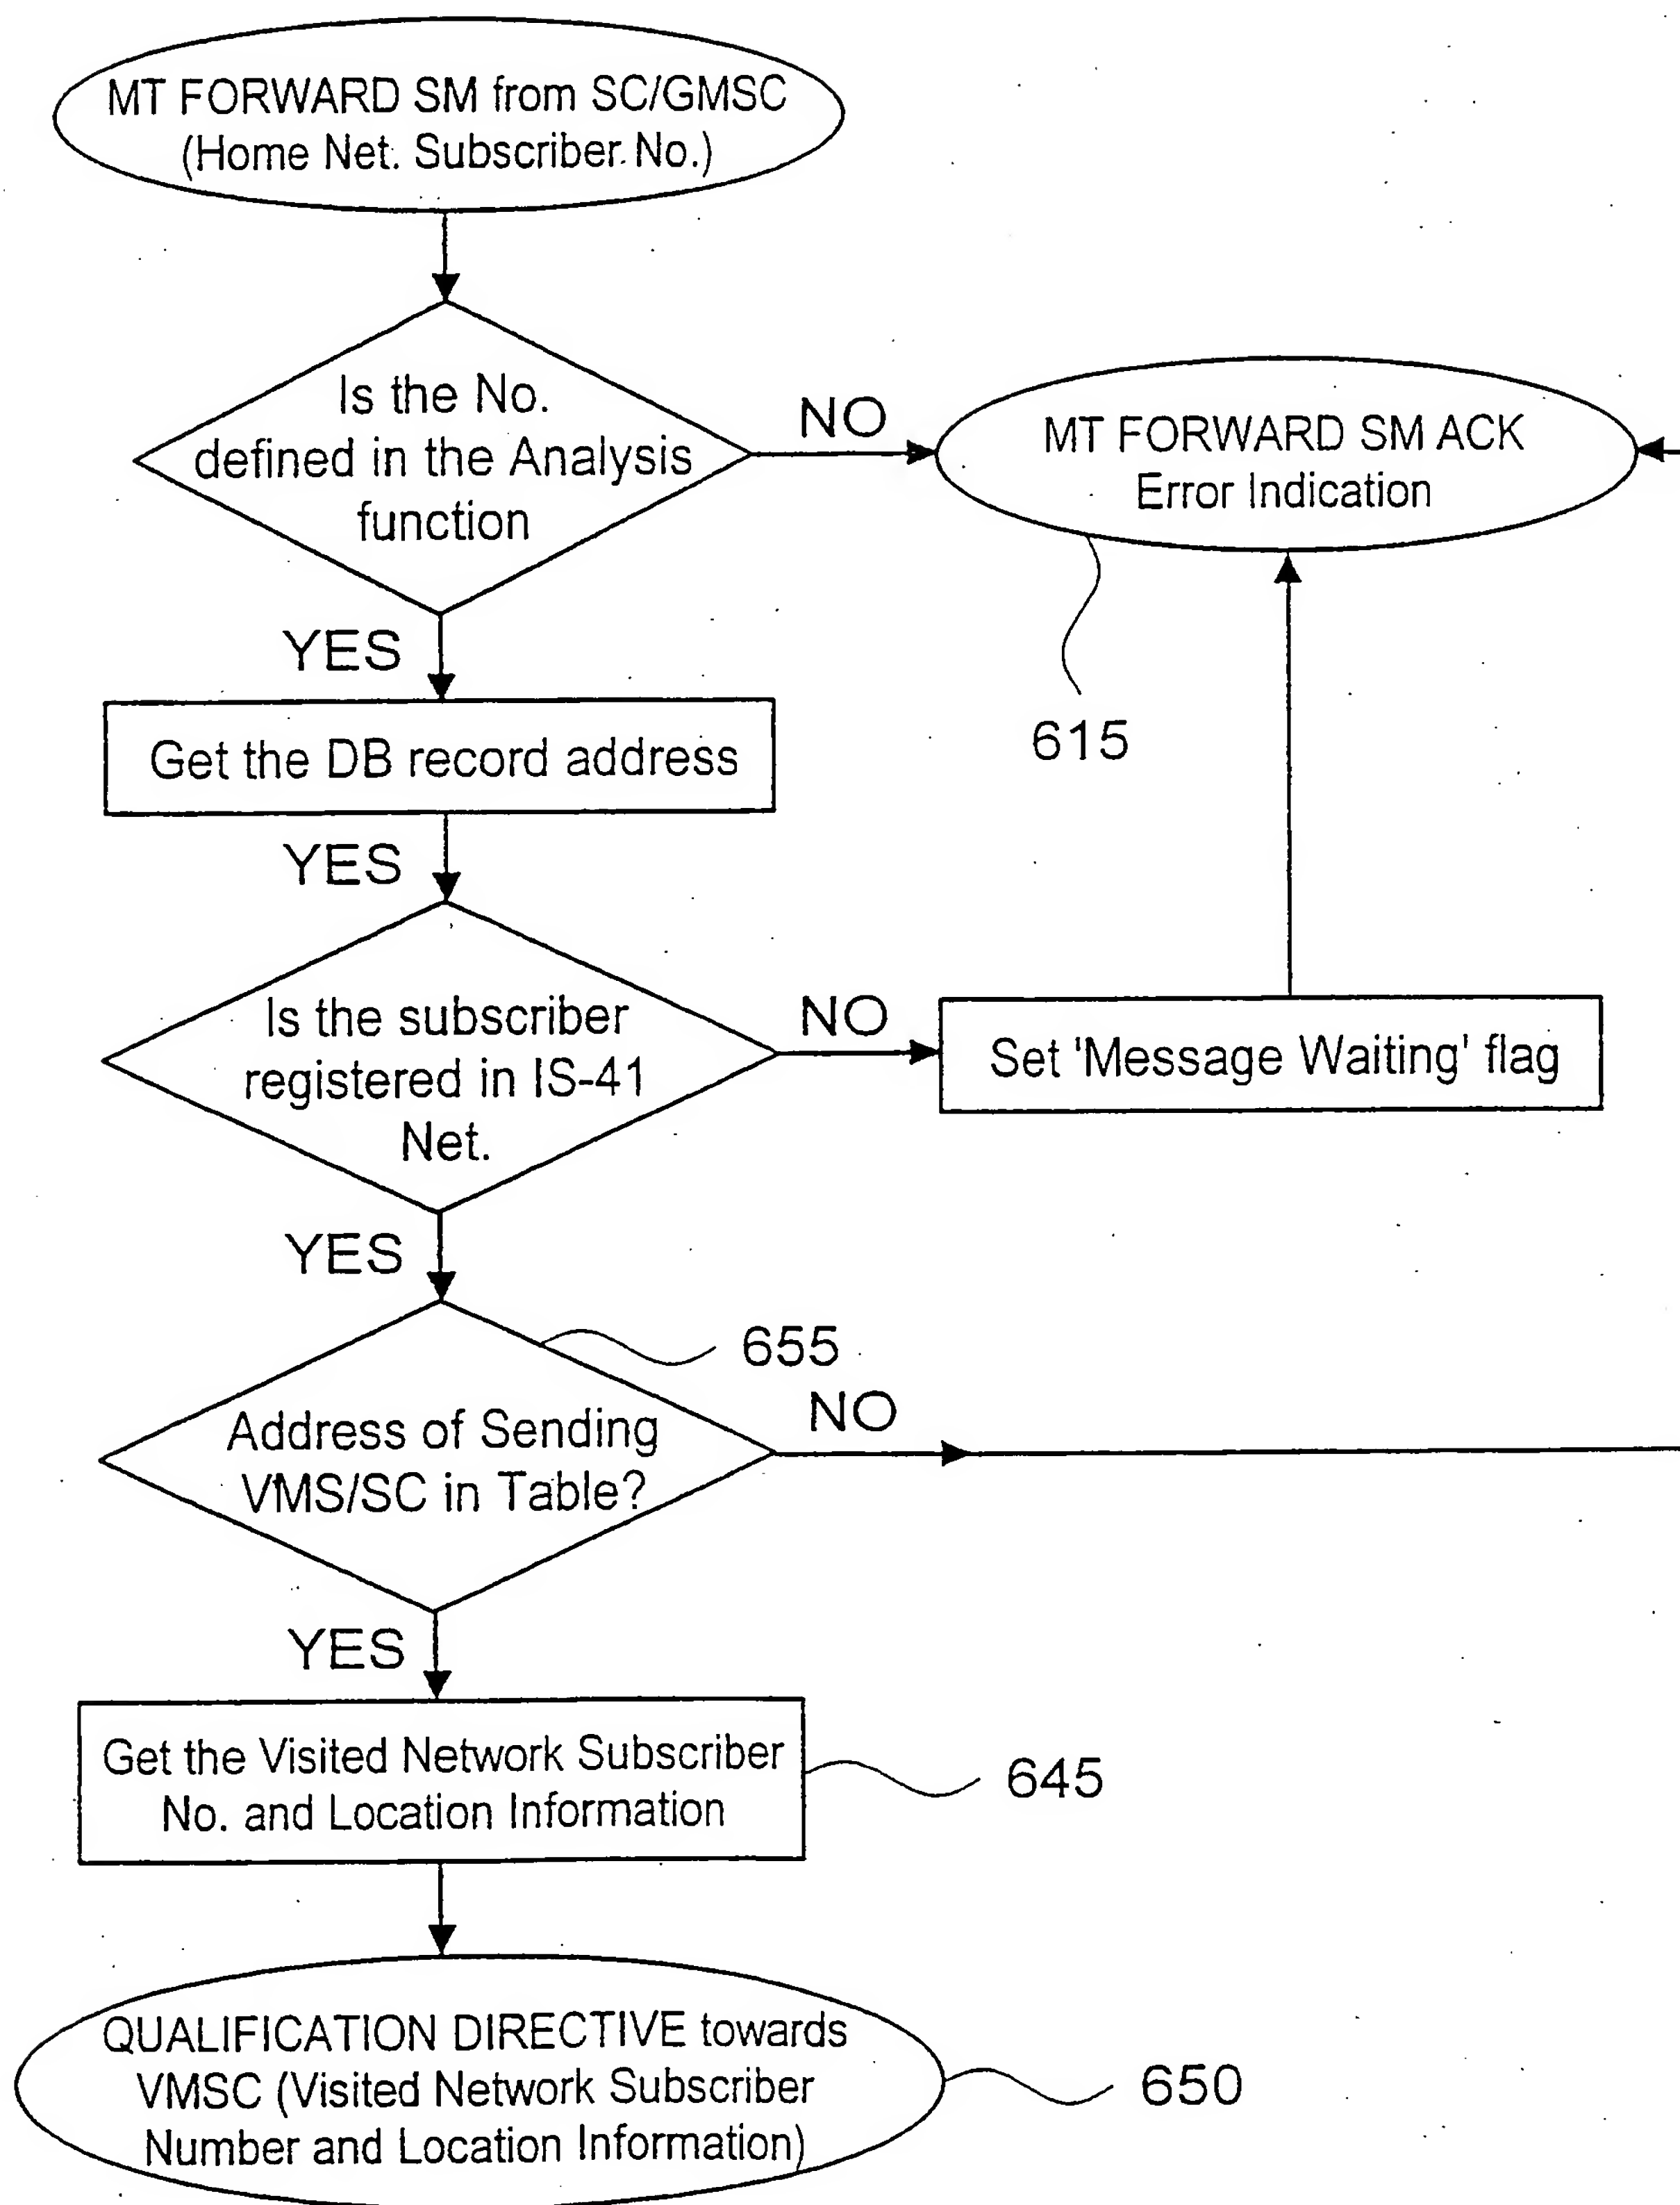 MT FORWARD SM from SC/GMSC
(Home Net. Subscriber No.)
Is the No.
defined in the Analysis
function
NO
MT FORWARD SM ACK
Error Indication
615
YES
Get the DB record address
YES
Is the subscriber
registered in IS-41
Net.
NO
Set 'Message Waiting' flag
YES
655
Address of Sending
VMS/SC in Table?
NO
YES
Get the Visited Network Subscriber
No. and Location Information
645
QUALIFICATION DIRECTIVE towards
VMSC (Visited Network Subscriber
Number and Location Information)
650